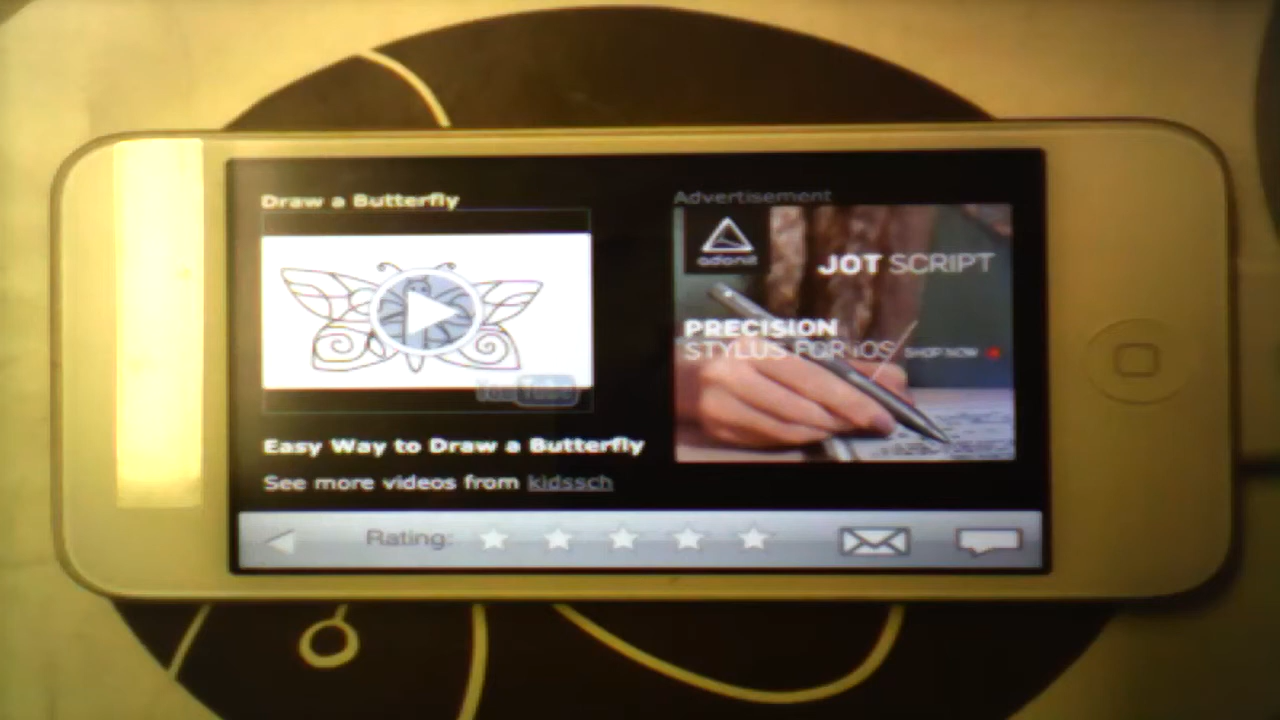 Draw a Butterfly
YouTube
Easy Way to Draw a Butterfly
See more videos from kidssch
Advertisement
adonit
JOT SCRIPT
PRECISION
STYLUS FOR iOS
SHOP NOW
Rating: